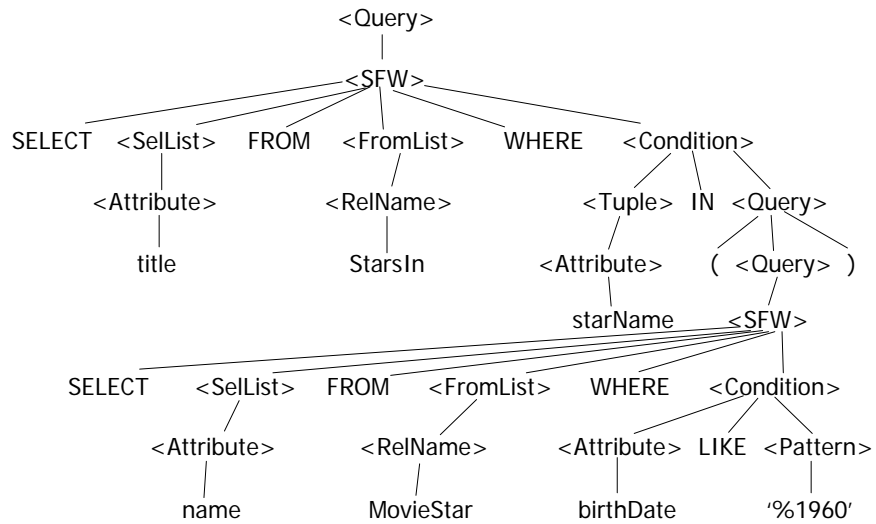 <Query>
<SFW>
SELECT <SelList> FROM <FromList> WHERE <Condition>
<Attribute> <RelName> <Tuple> IN <Query>
title StarsIn <Attribute> ( <Query> )
starName <SFW>
SELECT <SelList> FROM <FromList> WHERE <Condition>
<Attribute> <RelName> <Attribute> LIKE <Pattern>
name MovieStar birthDate '%1960'